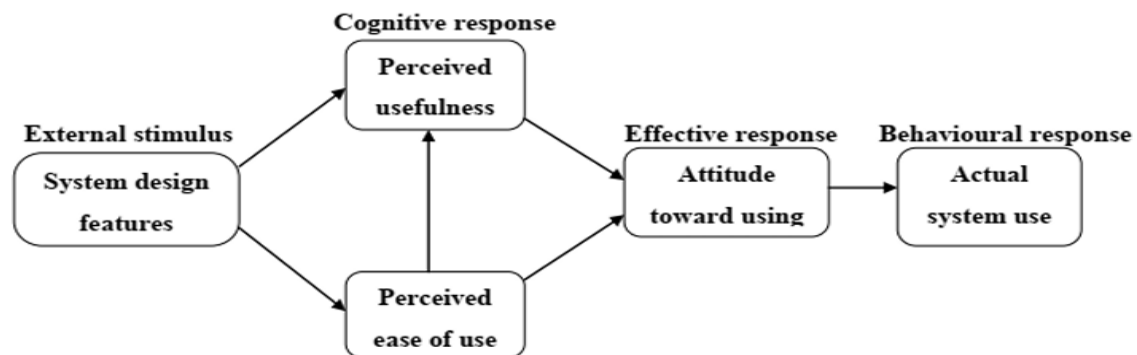 Cognitive response
Perceived
usefulness
External stimulus
System design
features
Perceived
ease of use
Effective response
Attitude
toward using
Behavioural response
Actual
system use